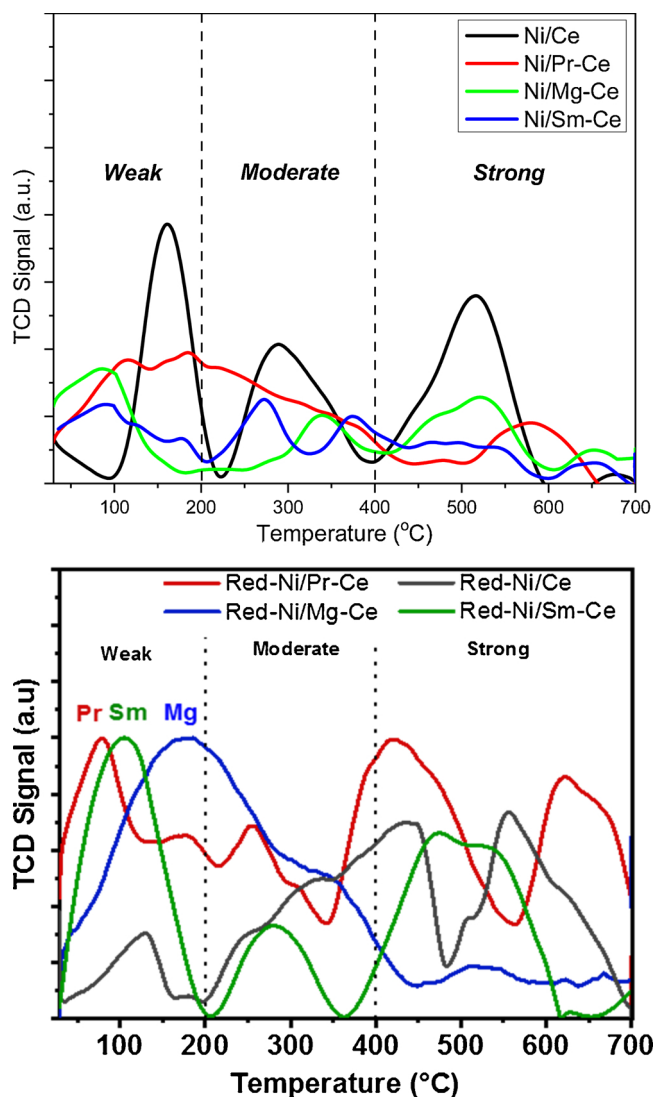 Ni/Ce
Ni/Pr-Ce
Ni/Mg-Ce
Ni/Sm-Ce
Weak Moderate Strong
TCD Signal (a.u.)
100 200 300 400 500 600 700
Temperature (°C)
Red-Ni/Pr-Ce Red-Ni/Ce
Red-Ni/Mg-Ce Red-Ni/Sm-Ce
Weak Moderate Strong
Pr Sm Mg
TCD Signal (a.u)
100 200 300 400 500 600 700
Temperature (°C)